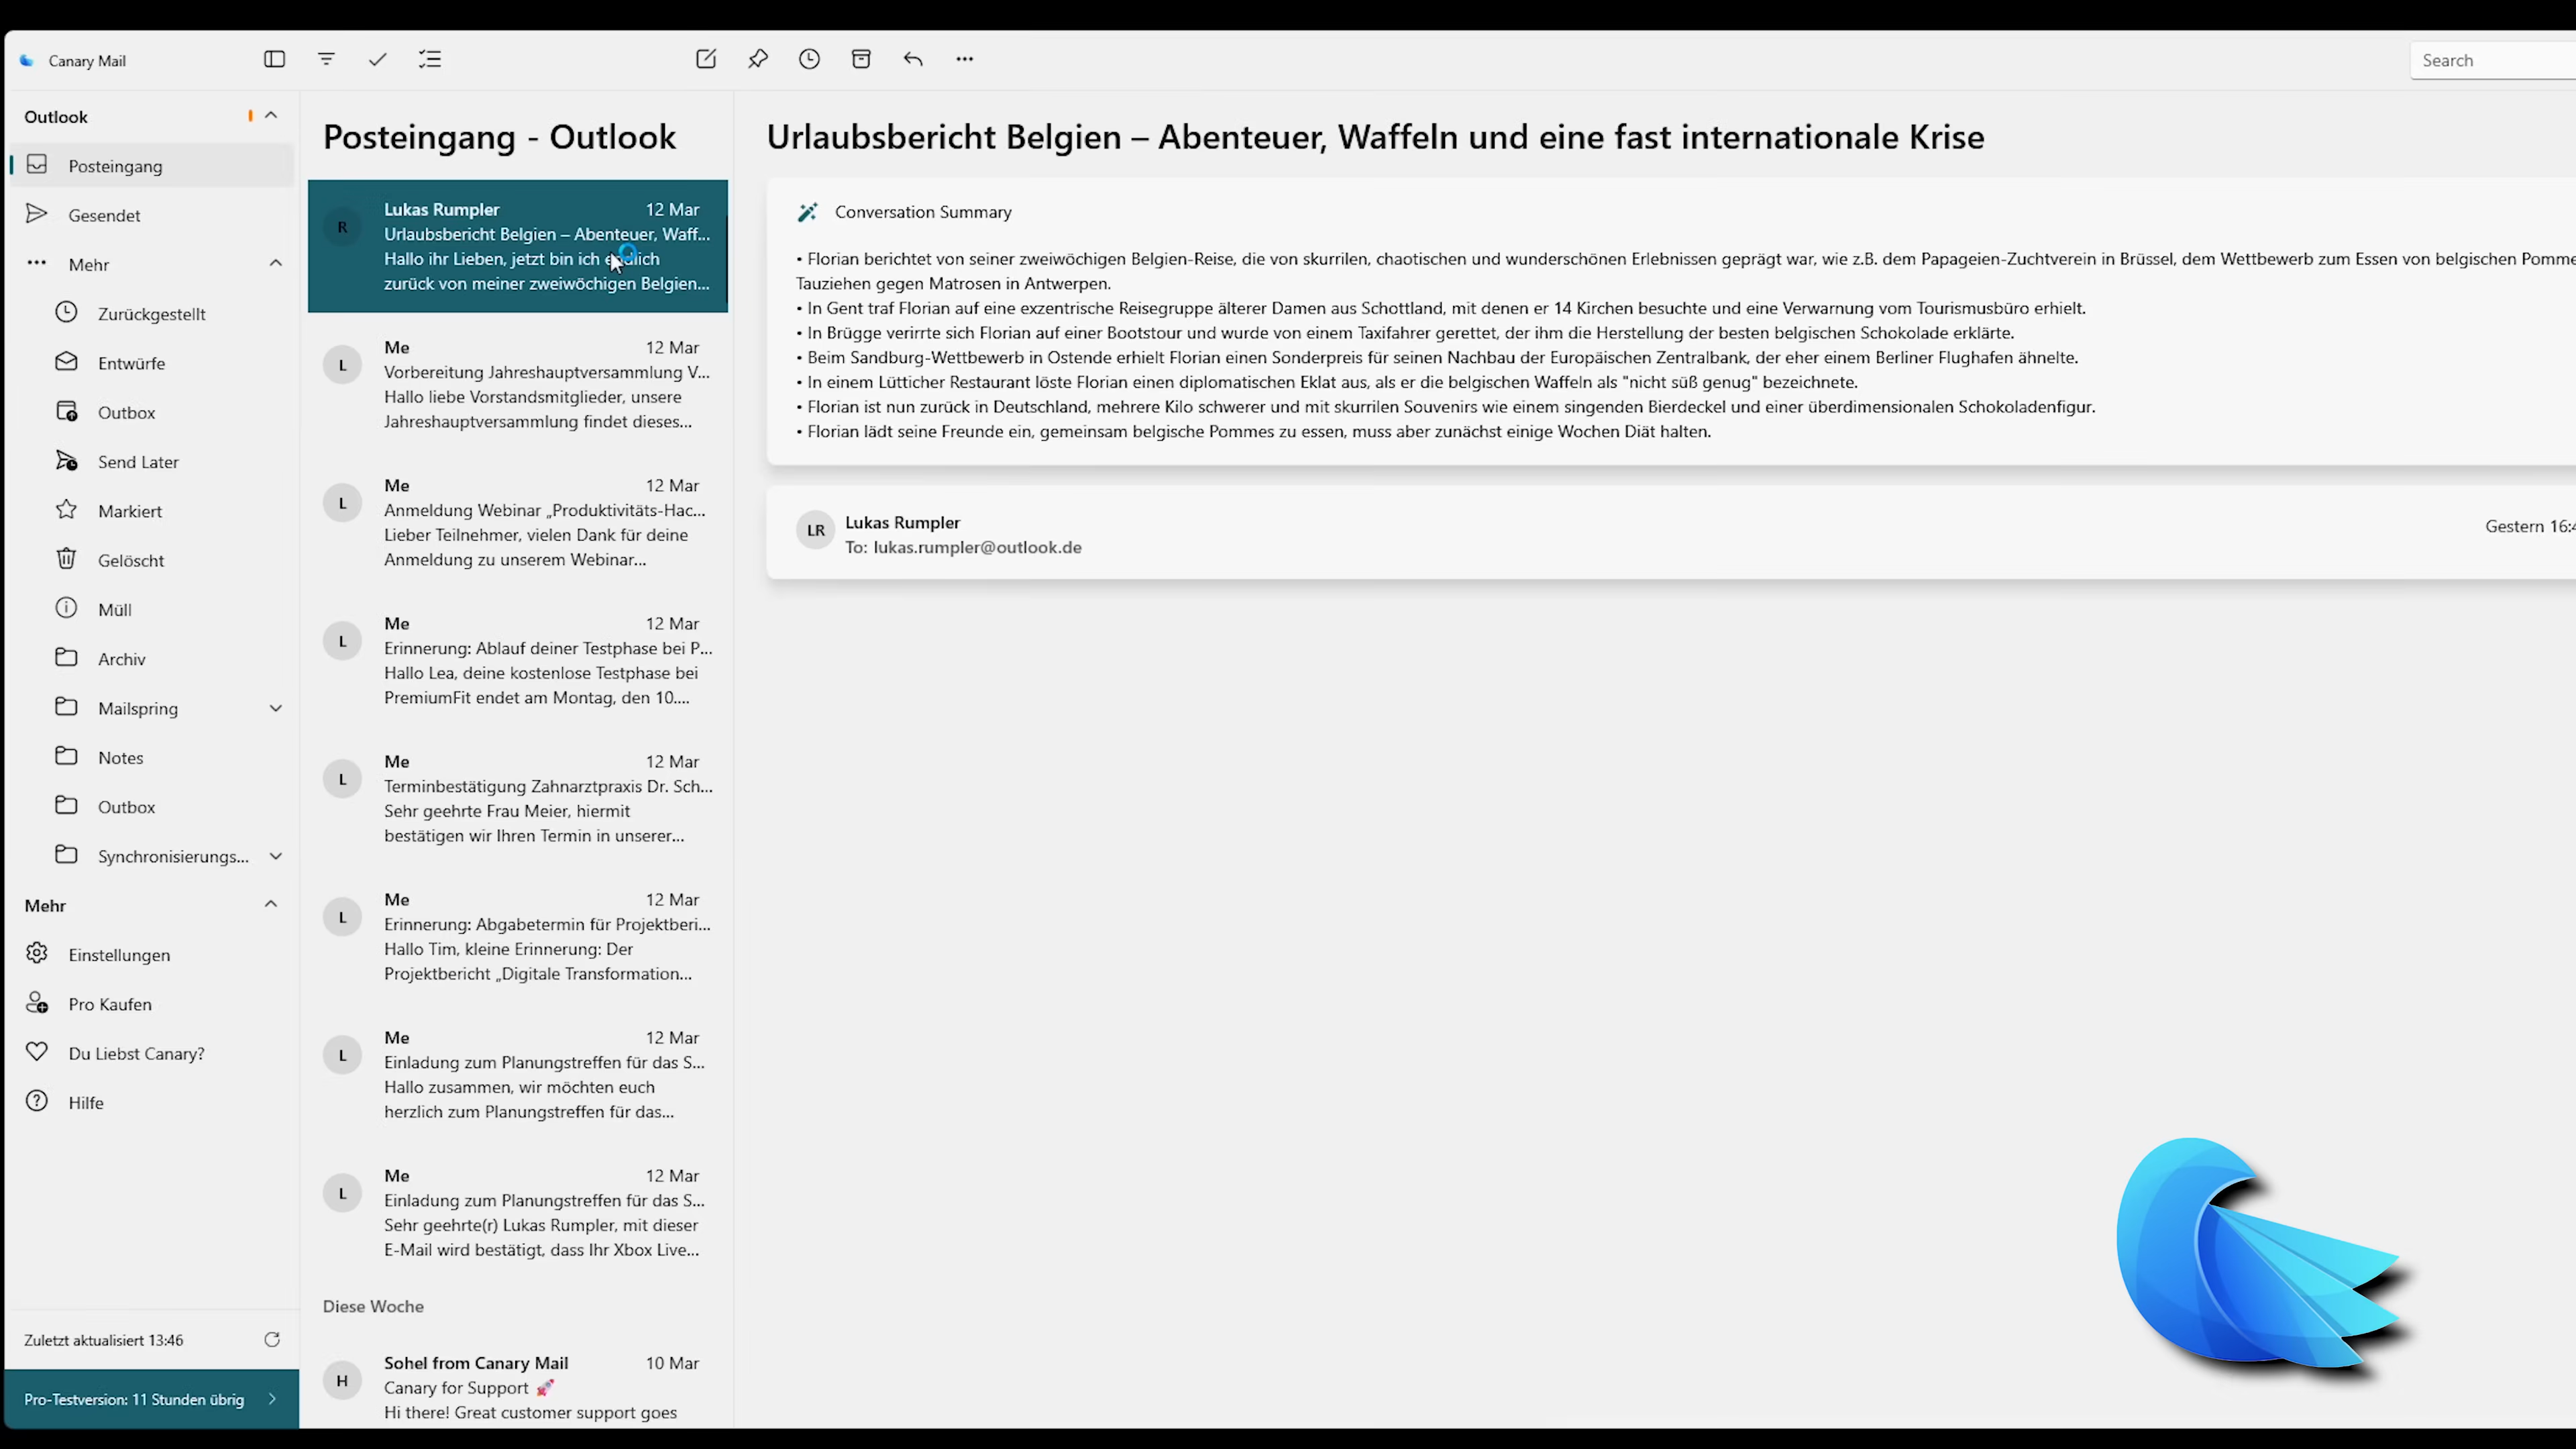 Canary Mail
Search
Outlook
Posteingang
Gesendet
Mehr
Zurückgestellt
Entwürfe
Outbox
Send Later
Markiert
Gelöscht
Müll
Archiv
Mailspring
Notes
Outbox
Synchronisierungs...
Mehr
Einstellungen
Pro Kaufen
Du Liebst Canary?
Hilfe
Zuletzt aktualisiert 13:46
Pro-Testversion: 11 Stunden übrig
Posteingang - Outlook
R
Lukas Rumpler 12 Mar
Urlaubsbericht Belgien – Abenteuer, Waff...
Hallo ihr Lieben, jetzt bin ich endlich
zurück von meiner zweiwöchigen Belgien...
L
Me 12 Mar
Vorbereitung Jahreshauptversammlung V...
Hallo liebe Vorstandsmitglieder, unsere
Jahreshauptversammlung findet dieses...
L
Me 12 Mar
Anmeldung Webinar „Produktivitäts-Hac...
Lieber Teilnehmer, vielen Dank für deine
Anmeldung zu unserem Webinar...
L
Me 12 Mar
Erinnerung: Ablauf deiner Testphase bei P...
Hallo Lea, deine kostenlose Testphase bei
PremiumFit endet am Montag, den 10....
L
Me 12 Mar
Terminbestätigung Zahnarztpraxis Dr. Sch...
Sehr geehrte Frau Meier, hiermit
bestätigen wir Ihren Termin in unserer...
L
Me 12 Mar
Erinnerung: Abgabetermin für Projektberi...
Hallo Tim, kleine Erinnerung: Der
Projektbericht „Digitale Transformation...
L
Me 12 Mar
Einladung zum Planungstreffen für das S...
Hallo zusammen, wir möchten euch
herzlich zum Planungstreffen für das...
L
Me 12 Mar
Einladung zum Planungstreffen für das S...
Sehr geehrte(r) Lukas Rumpler, mit dieser
E-Mail wird bestätigt, dass Ihr Xbox Live...
Diese Woche
H
Sohel from Canary Mail 10 Mar
Canary for Support 🚀
Hi there! Great customer support goes
Urlaubsbericht Belgien – Abenteuer, Waffeln und eine fast internationale Krise
Conversation Summary
• Florian berichtet von seiner zweiwöchigen Belgien-Reise, die von skurrilen, chaotischen und wunderschönen Erlebnissen geprägt war, wie z.B. dem Papageien-Zuchtverein in Brüssel, dem Wettbewerb zum Essen von belgischen Pomme
Tauziehen gegen Matrosen in Antwerpen.
• In Gent traf Florian auf eine exzentrische Reisegruppe älterer Damen aus Schottland, mit denen er 14 Kirchen besuchte und eine Verwarnung vom Tourismusbüro erhielt.
• In Brügge verirrte sich Florian auf einer Bootstour und wurde von einem Taxifahrer gerettet, der ihm die Herstellung der besten belgischen Schokolade erklärte.
• Beim Sandburg-Wettbewerb in Ostende erhielt Florian einen Sonderpreis für seinen Nachbau der Europäischen Zentralbank, der eher einem Berliner Flughafen ähnelte.
• In einem Lütticher Restaurant löste Florian einen diplomatischen Eklat aus, als er die belgischen Waffeln als "nicht süß genug" bezeichnete.
• Florian ist nun zurück in Deutschland, mehrere Kilo schwerer und mit skurrilen Souvenirs wie einem singenden Bierdeckel und einer überdimensionalen Schokoladenfigur.
• Florian lädt seine Freunde ein, gemeinsam belgische Pommes zu essen, muss aber zunächst einige Wochen Diät halten.
LR
Lukas Rumpler
To: lukas.rumpler@outlook.de
Gestern 16:4